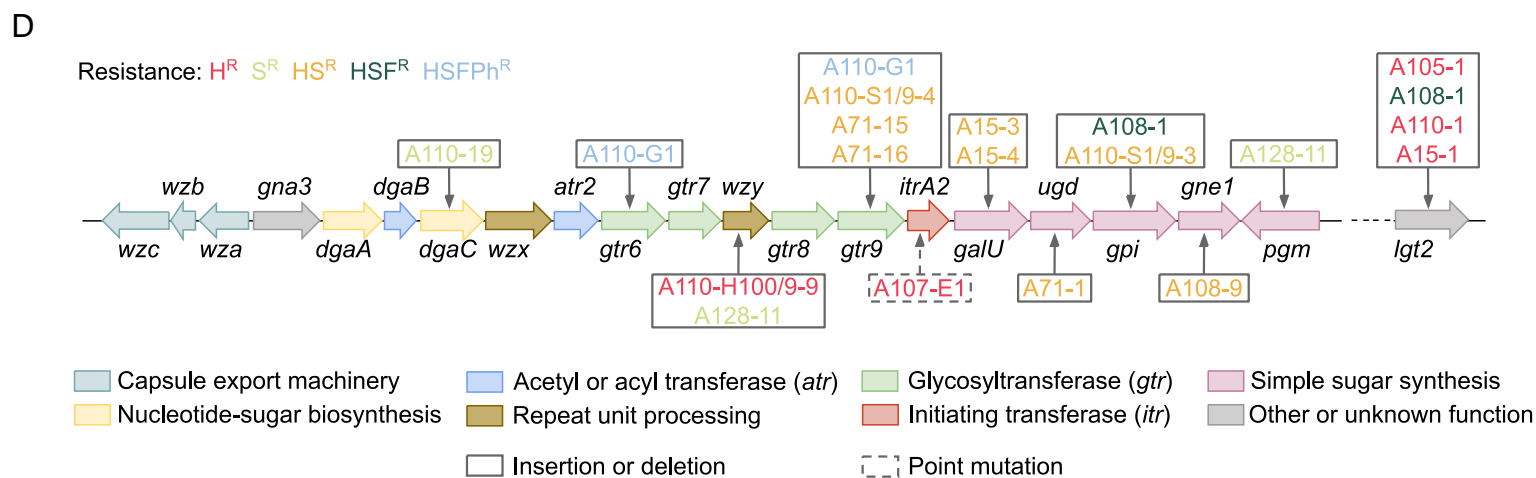 D
Resistance: H^R S^R HS^R HSF^R HSFPh^R
A110-G1
A110-S1/9-4
A71-15
A71-16
A105-1
A108-1
A110-1
A15-1
A110-19
A110-G1
A15-3
A15-4
A108-1
A110-S1/9-3
A128-11
wzb gna3 dgaB atr2 gtr7 wzy itrA2 ugd gne1
wzc wza dgaA dgaC wzx gtr6 gtr8 gtr9 galU gpi pgm lgt2
A110-H100/9-9
A128-11
A107-E1
A71-1
A108-9
Capsule export machinery
Acetyl or acyl transferase (atr)
Glycosyltransferase (gtr)
Simple sugar synthesis
Nucleotide-sugar biosynthesis
Repeat unit processing
Initiating transferase (itr)
Other or unknown function
Insertion or deletion
Point mutation